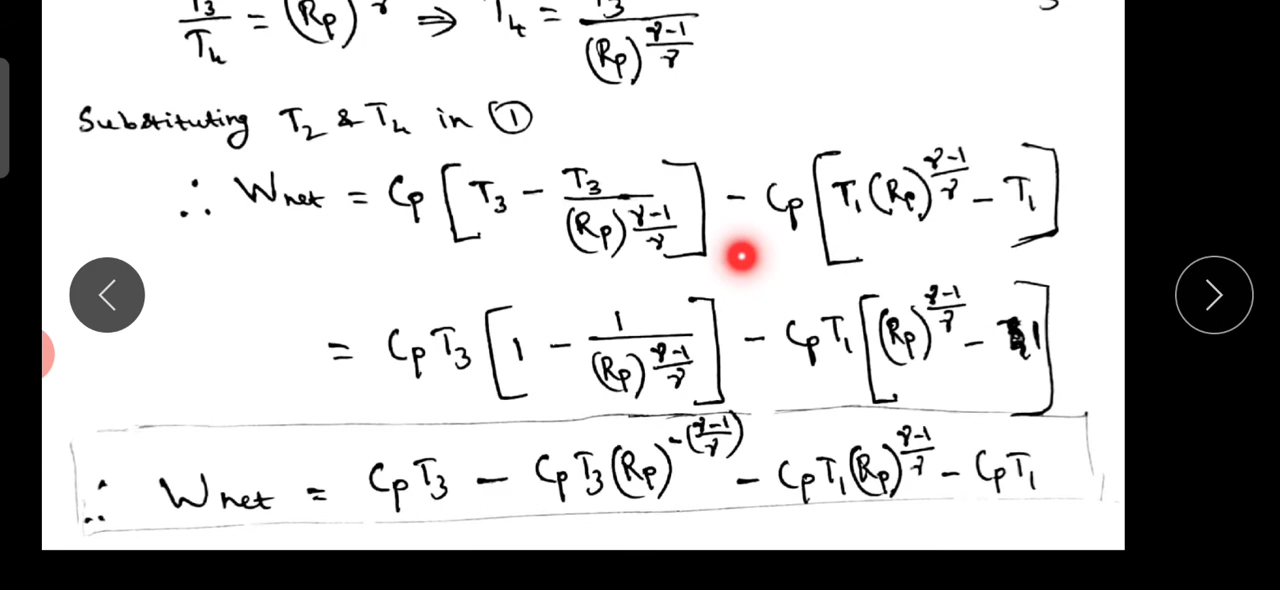 T₃/T₄ = (Rp)^γ ⇒ T₄ = T₃/(Rp)^((γ-1)/γ)
Substituting T₂ & T₄ in ①
∴ Wnet = Cp[T₃ - T₃/(Rp)^((γ-1)/γ)] - Cp[T₁(Rp)^((γ-1)/γ) - T₁]
= CpT₃[1 - 1/(Rp)^((γ-1)/γ)] - CpT₁[(Rp)^((γ-1)/γ) - 1]
∴ Wnet = CpT₃ - CpT₃(Rp)^(-((γ-1)/γ)) - CpT₁(Rp)^((γ-1)/γ) - CpT₁